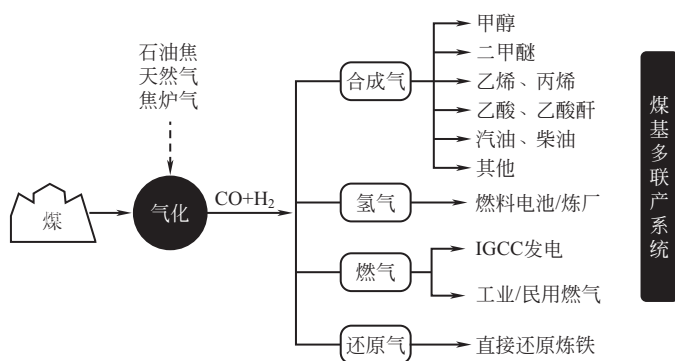 石油焦
天然气
焦炉气
煤
气化
CO+H₂
合成气
甲醇
二甲醚
乙烯、丙烯
乙酸、乙酸酐
汽油、柴油
其他
氢气
燃料电池/炼厂
燃气
IGCC发电
工业/民用燃气
还原气
直接还原炼铁
煤基多联产系统